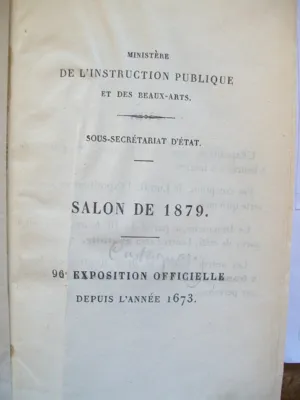 MINISTÈRE
DE L'INSTRUCTION PUBLIQUE
ET DES BEAUX-ARTS.
SOUS-SECRÉTARIAT D'ÉTAT.
SALON DE 1879.
96e EXPOSITION OFFICIELLE
DEPUIS L'ANNÉE 1673.